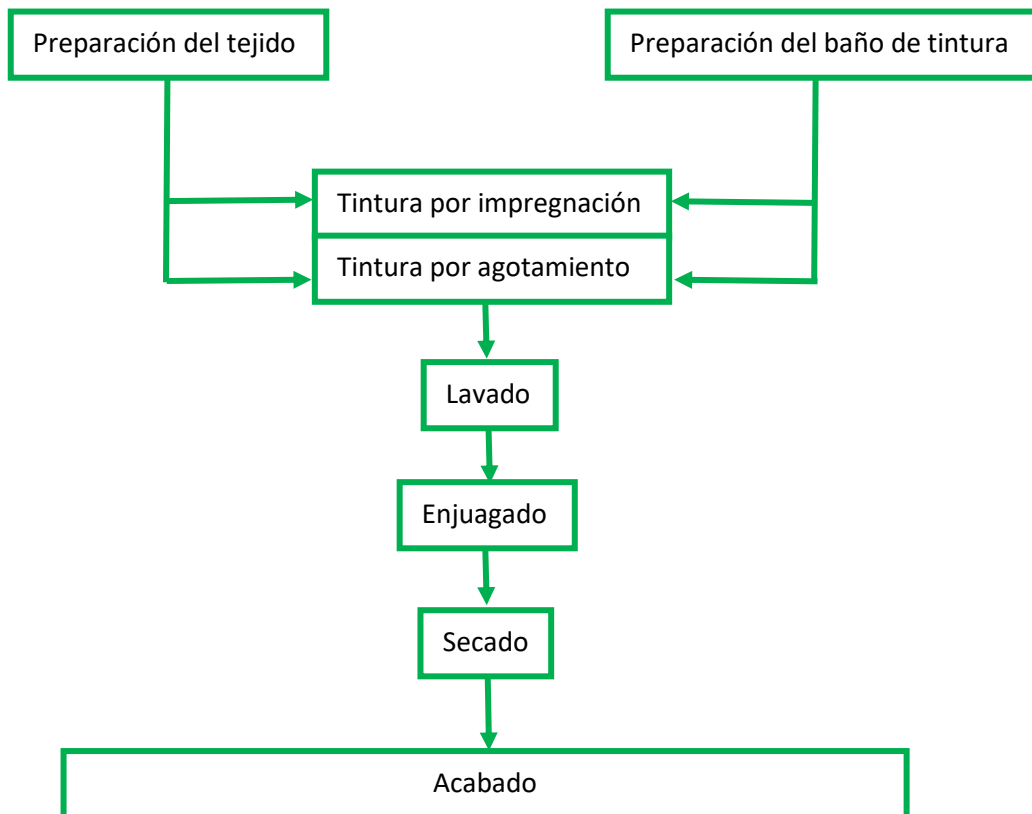 Preparación del tejido
Preparación del baño de tintura
Tintura por impregnación
Tintura por agotamiento
Lavado
Enjuagado
Secado
Acabado